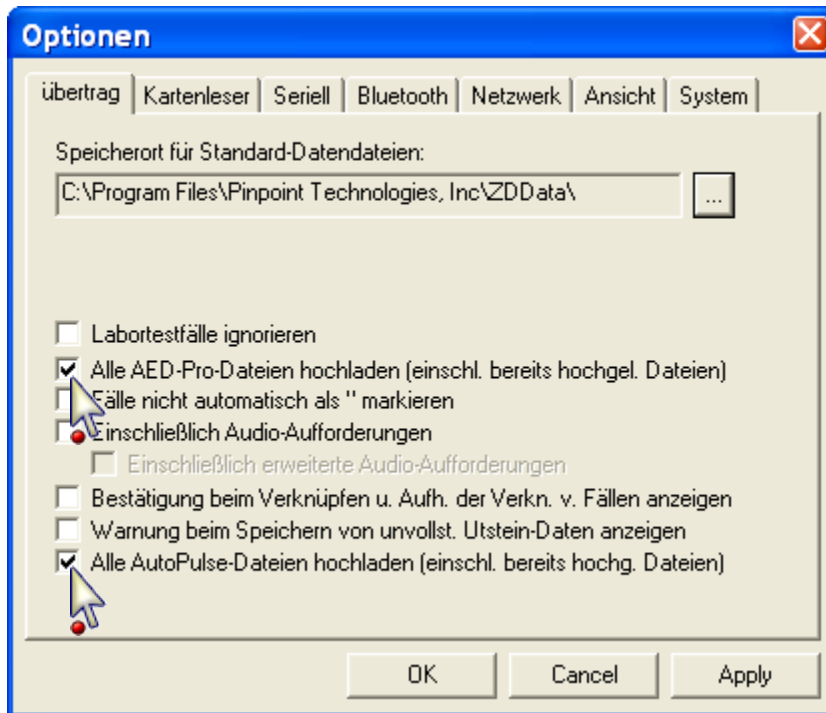 Optionen
übertrag Kartenleser Seriell Bluetooth Netzwerk Ansicht System
Speicherort für Standard-Datendateien:
C:\Program Files\Pinpoint Technologies, Inc\ZDData\ ...
Labortestfälle ignorieren
Alle AED-Pro-Dateien hochladen (einschl. bereits hochgel. Dateien)
Fälle nicht automatisch als '' markieren
Einschließlich Audio-Aufforderungen
Einschließlich erweiterte Audio-Aufforderungen
Bestätigung beim Verknüpfen u. Aufh. der Verkn. v. Fällen anzeigen
Warnung beim Speichern von unvollst. Utstein-Daten anzeigen
Alle AutoPulse-Dateien hochladen (einschl. bereits hochg. Dateien)
OK Cancel Apply